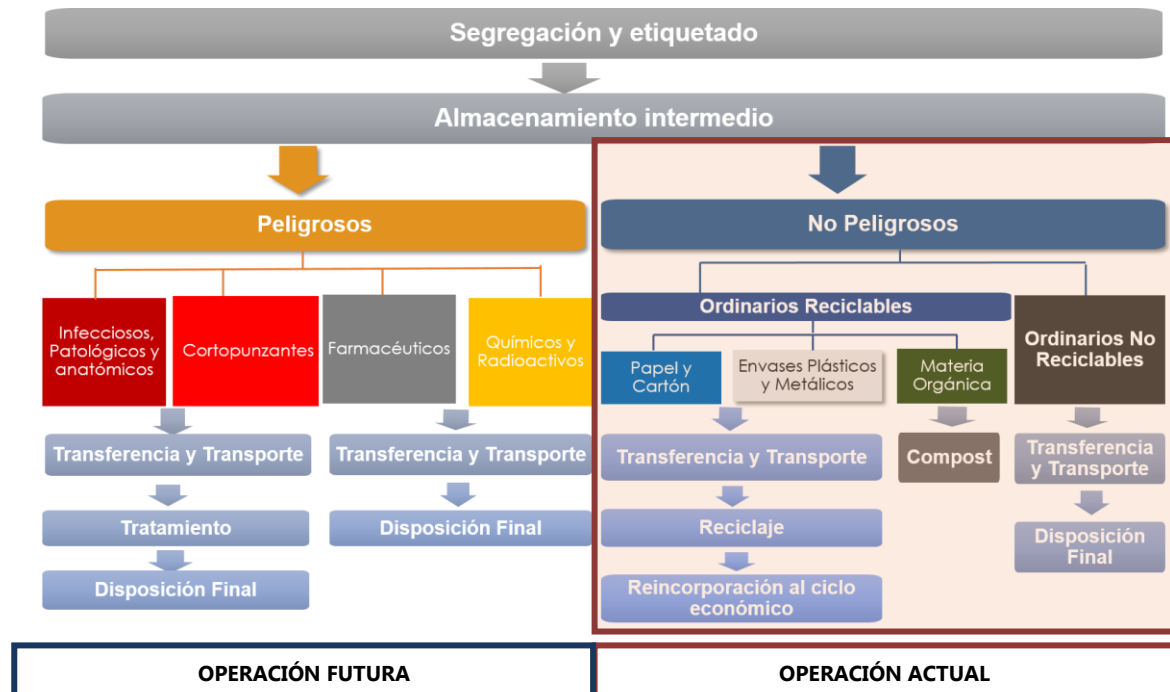 Segregación y etiquetado
Almacenamiento intermedio
Peligrosos
No Peligrosos
Infecciosos,
Patológicos y
anatómicos
Cortopunzantes
Farmacéuticos
Químicos y
Radioactivos
Ordinarios Reciclables
Papel y
Cartón
Envases Plásticos
y Metálicos
Materia
Orgánica
Ordinarios No
Reciclables
Transferencia y Transporte
Transferencia y Transporte
Transferencia y Transporte
Compost
Transferencia
y Transporte
Tratamiento
Disposición Final
Reciclaje
Disposición
Final
Disposición Final
Reincorporación al ciclo
económico
OPERACIÓN FUTURA
OPERACIÓN ACTUAL